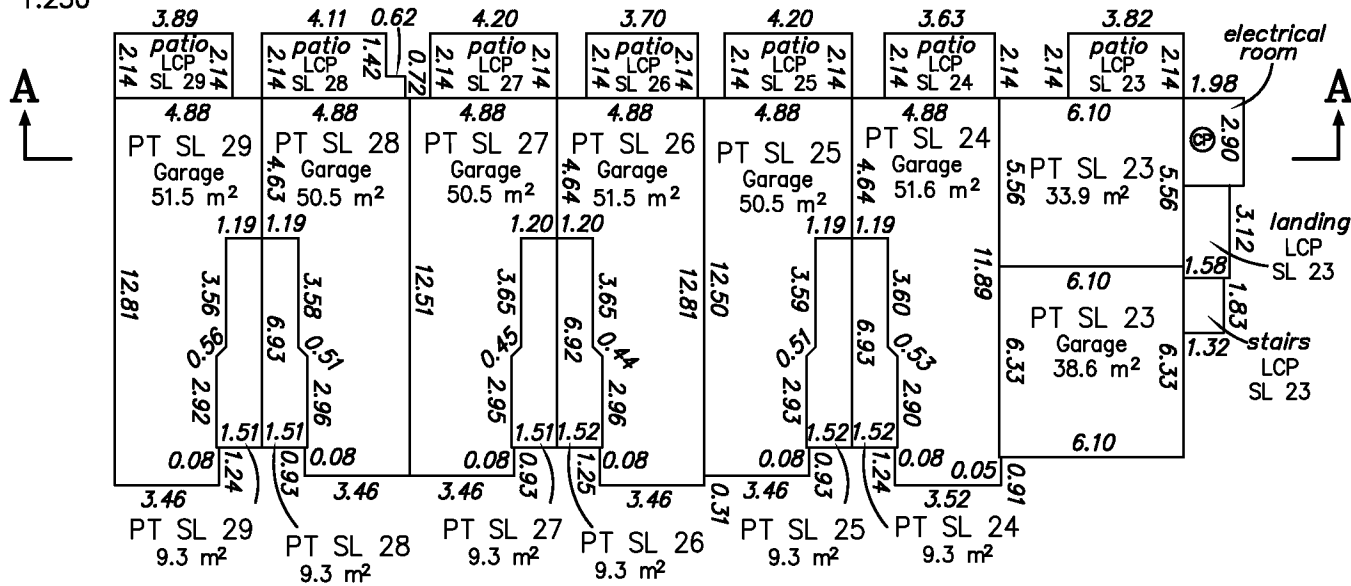 1:250
3.89 4.11 0.62 4.20 3.70 4.20 3.63 3.82
electrical
room
2.14 patio 2.14 2.14 patio 1.42 0.72 2.14 patio 2.14 2.14 patio 2.14 2.14 patio 2.14 2.14 patio 2.14 2.14 patio 2.14
LCP LCP LCP LCP LCP LCP LCP
SL 29 SL 28 SL 27 SL 26 SL 25 SL 24 SL 23
A A
1.98
4.88 4.88 4.88 4.88 4.88 4.88 6.10
PT SL 29 PT SL 28 PT SL 27 PT SL 26 PT SL 25 PT SL 24 PT SL 23
Garage Garage Garage Garage Garage Garage
51.5 m² 50.5 m² 50.5 m² 51.5 m² 50.5 m² 51.6 m² 33.9 m²
4.63 4.64 4.64 5.56 5.56 2.90
1.19 1.19 1.20 1.20 1.19 1.19
3.12 landing
LCP
SL 23
12.81 3.56 3.58 12.51 3.65 3.65 12.81 12.50 3.59 3.60 11.89
1.58
6.10
PT SL 23
Garage
38.6 m²
6.33 6.33
1.83
1.32 stairs
LCP
SL 23
0.56 6.93 0.51 0.45 6.92 0.44 0.51 6.93 0.53
2.92 2.96 2.95 2.96 2.93 2.90
1.51 1.51 1.51 1.52 1.52 1.52
6.10
0.08 1.24 0.93 0.08 0.08 0.93 1.25 0.08 0.08 0.93 1.24 0.08 0.05 0.91
3.46 3.46 3.46 3.46 0.31 3.46 3.52
PT SL 29 PT SL 28 PT SL 27 PT SL 26 PT SL 25 PT SL 24
9.3 m² 9.3 m² 9.3 m² 9.3 m² 9.3 m² 9.3 m²